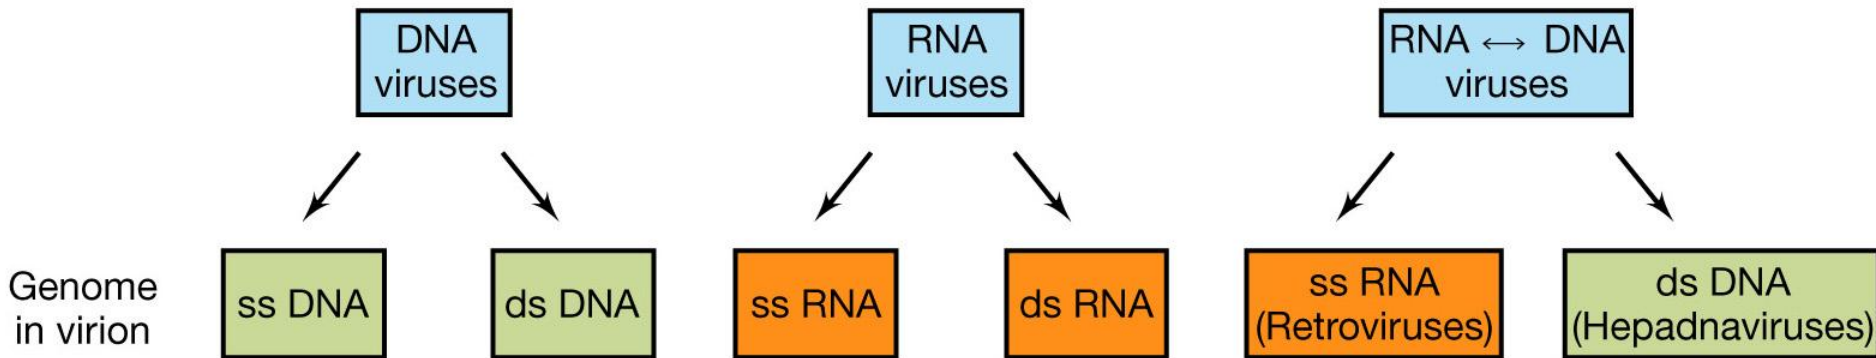 DNA
viruses
RNA
viruses
RNA ↔ DNA
viruses
Genome
in virion
ss DNA
ds DNA
ss RNA
ds RNA
ss RNA
(Retroviruses)
ds DNA
(Hepadnaviruses)